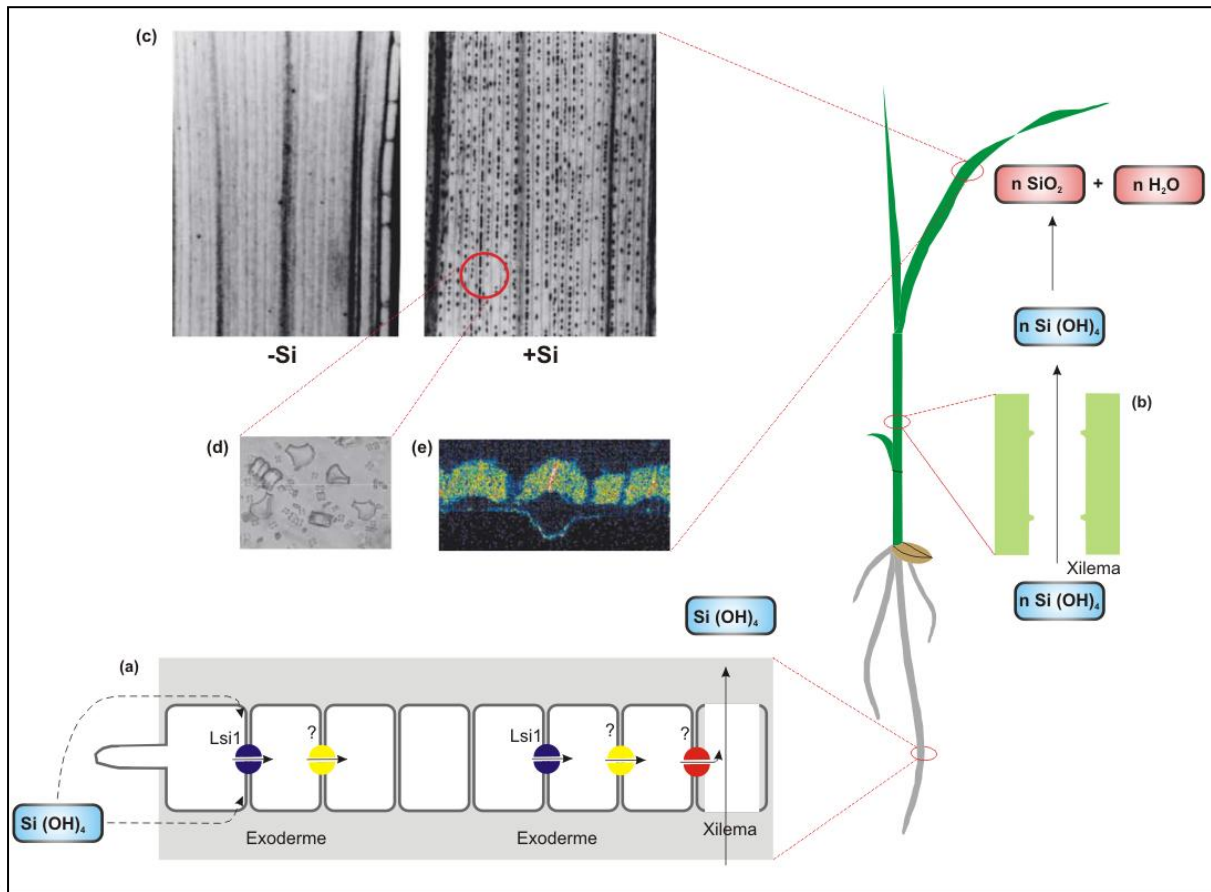 (c)
-Si
+Si
n SiO₂ + n H₂O
n Si (OH)₄
(b)
Xilema
n Si (OH)₄
(d)
(e)
Si (OH)₄
(a)
Lsi1
?
Lsi1
?
?
Si (OH)₄
Exoderme
Exoderme
Xilema